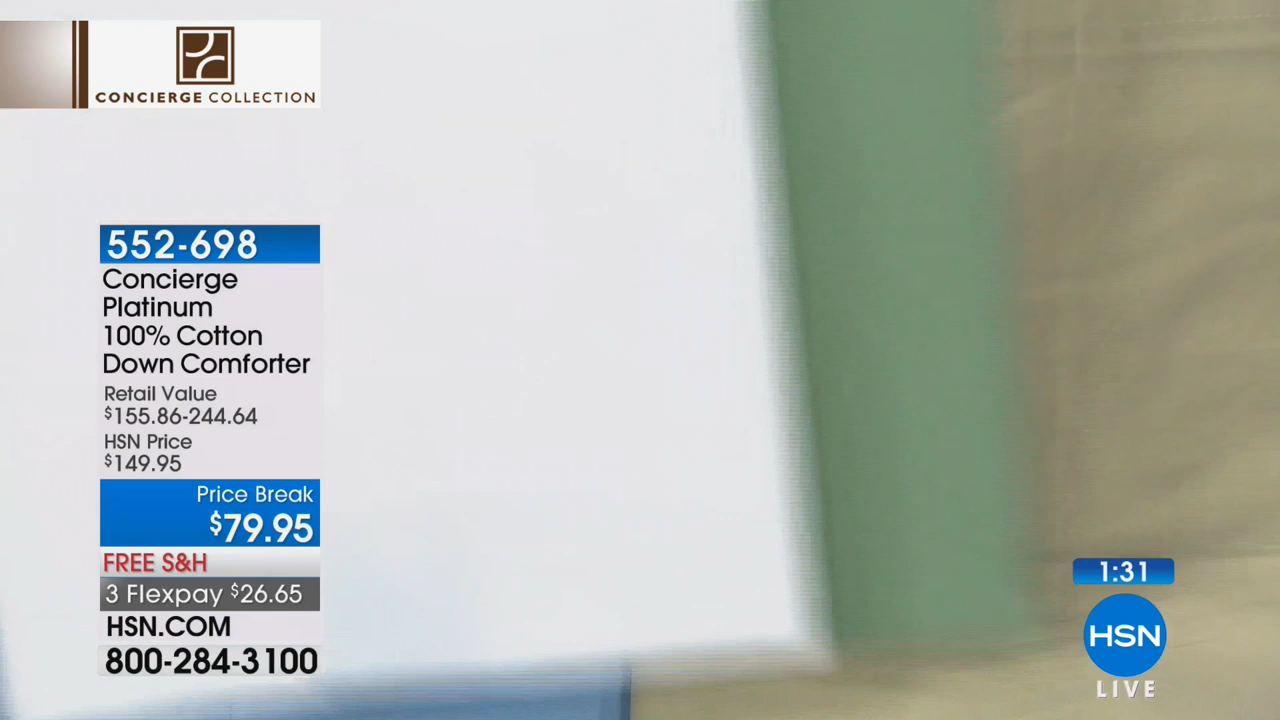 CONCIERGE COLLECTION
552-698
Concierge
Platinum
100% Cotton
Down Comforter
Retail Value
$155.86-244.64
HSN Price
$149.95
Price Break
$79.95
FREE S&H
3 Flexpay $26.65
HSN.COM
800-284-3100
1:31
HSN
LIVE